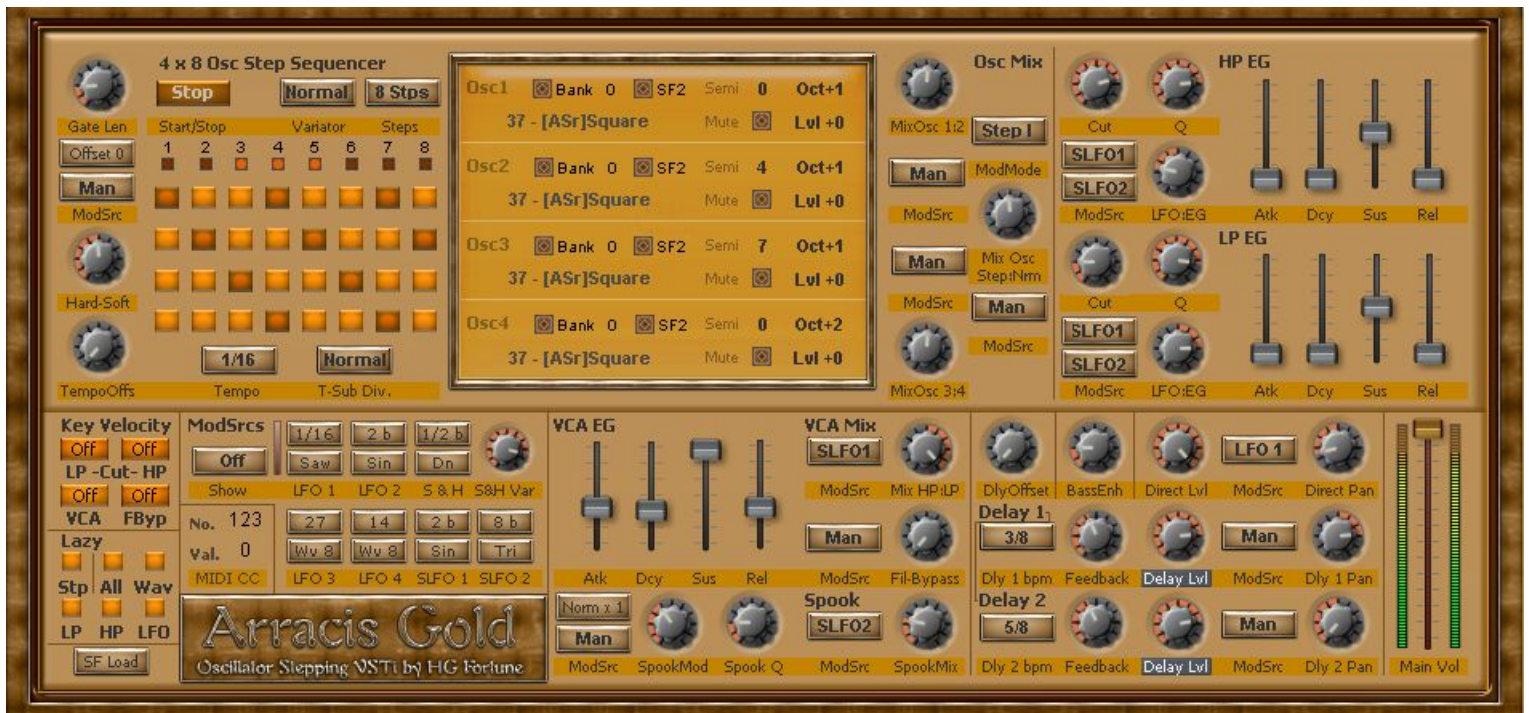 4 x 8 Osc Step Sequencer
Stop Normal 8 Stps
Gate Len Start/Stop Variator Steps
Offset 0 1 2 3 4 5 6 7 8
Man
ModSrc
Hard-Soft
1/16 Normal
TempoOffs Tempo T-Sub Div.
Osc1 Bank 0 SF2 Semi 0 Oct+1
37 - [ASr]Square Mute Lvl +0
Osc2 Bank 0 SF2 Semi 4 Oct+1
37 - [ASr]Square Mute Lvl +0
Osc3 Bank 0 SF2 Semi 7 Oct+1
37 - [ASr]Square Mute Lvl +0
Osc4 Bank 0 SF2 Semi 0 Oct+2
37 - [ASr]Square Mute Lvl +0
Osc Mix
MixOsc 1:2 Step I
Man ModMode
ModSrc
Man Mix Osc
Step:Nrm
ModSrc Man
ModSrc
MixOsc 3:4
HP EG
Cut Q
SLFO1
SLFO2
ModSrc LFO:EG Atk Dcy Sus Rel
LP EG
Cut Q
SLFO1
SLFO2
ModSrc LFO:EG Atk Dcy Sus Rel
Key Velocity
Off Off
LP -Cut- HP
Off Off
VCA FByp
Lazy
Stp All Wav
LP HP LFO
SF Load
ModSrcs 1/16 2 b 1/2 b
Off Saw Sin Dn
Show LFO 1 LFO 2 S & H S&H Var
No. 123 27 14 2 b 8 b
Val. 0 Wv 8 Wv 8 Sin Tri
MIDI CC LFO 3 LFO 4 SLFO 1 SLFO 2
Arracis Gold
Oscillator Stepping VSTi by HG Fortune
VCA EG VCA Mix
SLFO1
ModSrc Mix HP:LP
Man
Atk Dcy Sus Rel ModSrc Fil-Bypass
Norm x 1 Spook
Man SLFO2
ModSrc SpookMod Spook Q ModSrc SpookMix
LFO 1
DlyOffset BassEnh Direct Lvl ModSrc Direct Pan
Delay 1
3/8 Man
Dly 1 bpm Feedback Delay Lvl ModSrc Dly 1 Pan
Delay 2
5/8 Man
Dly 2 bpm Feedback Delay Lvl ModSrc Dly 2 Pan
Main Vol